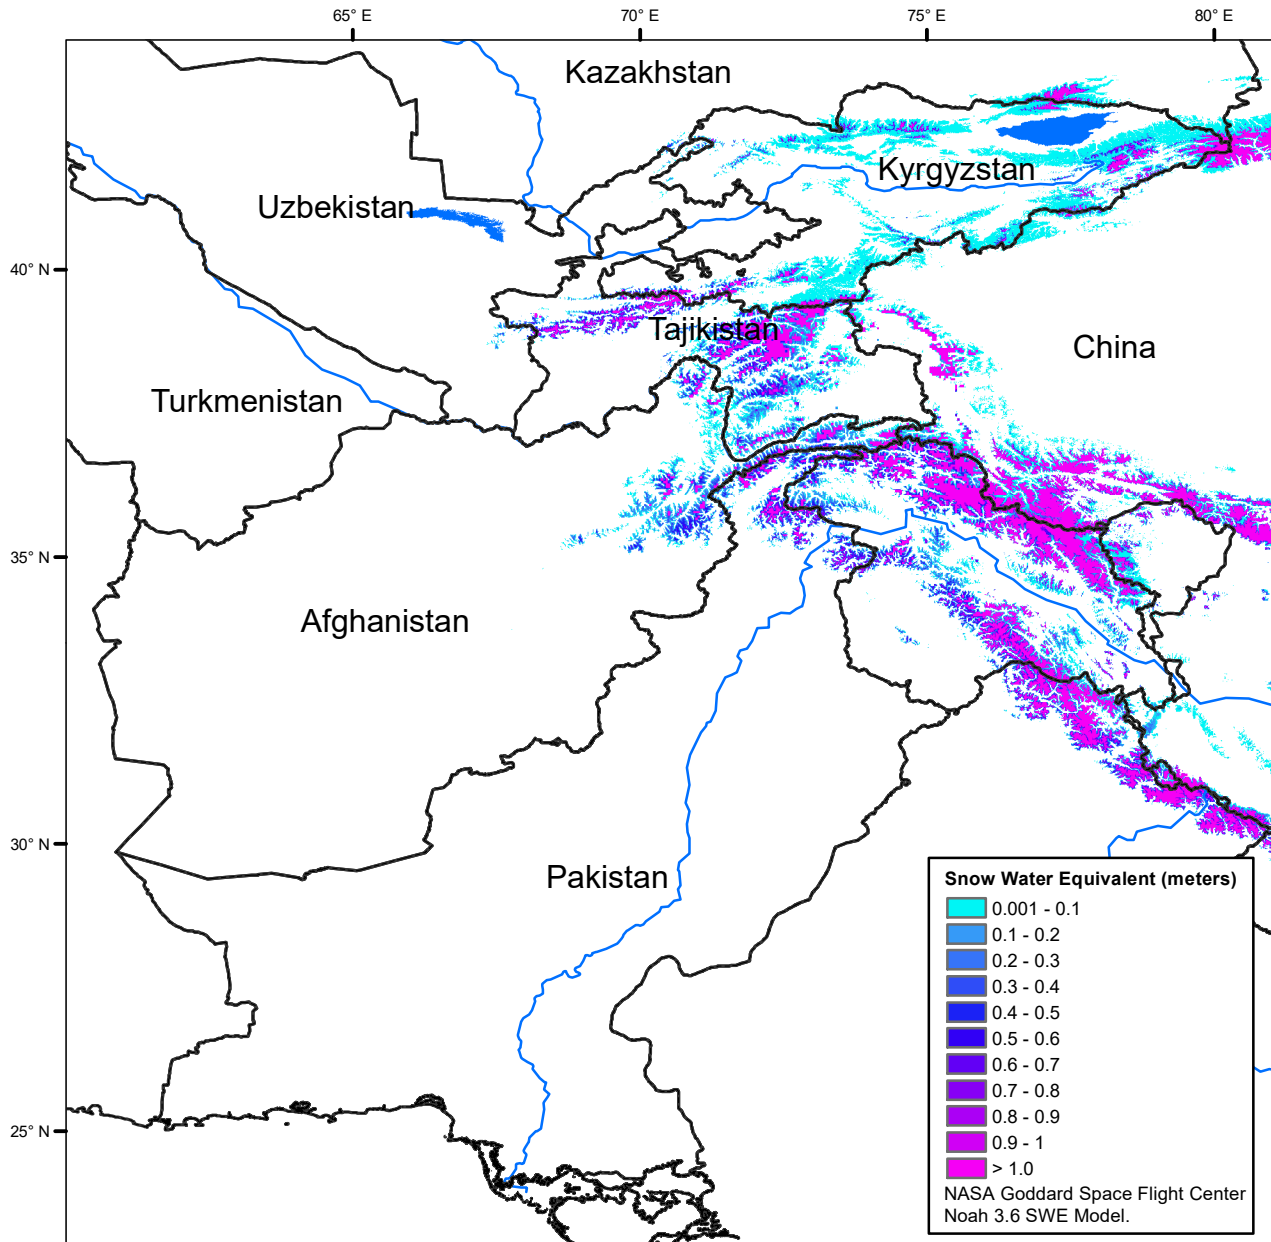 65° E
70° E
75° E
80° E
Kazakhstan
Kyrgyzstan
Uzbekistan
40° N
Tajikistan
China
Turkmenistan
35° N
Afghanistan
30° N
Pakistan
25° N
Snow Water Equivalent (meters)
0.001 - 0.1
0.1 - 0.2
0.2 - 0.3
0.3 - 0.4
0.4 - 0.5
0.5 - 0.6
0.6 - 0.7
0.7 - 0.8
0.8 - 0.9
0.9 - 1
> 1.0
NASA Goddard Space Flight Center
Noah 3.6 SWE Model.